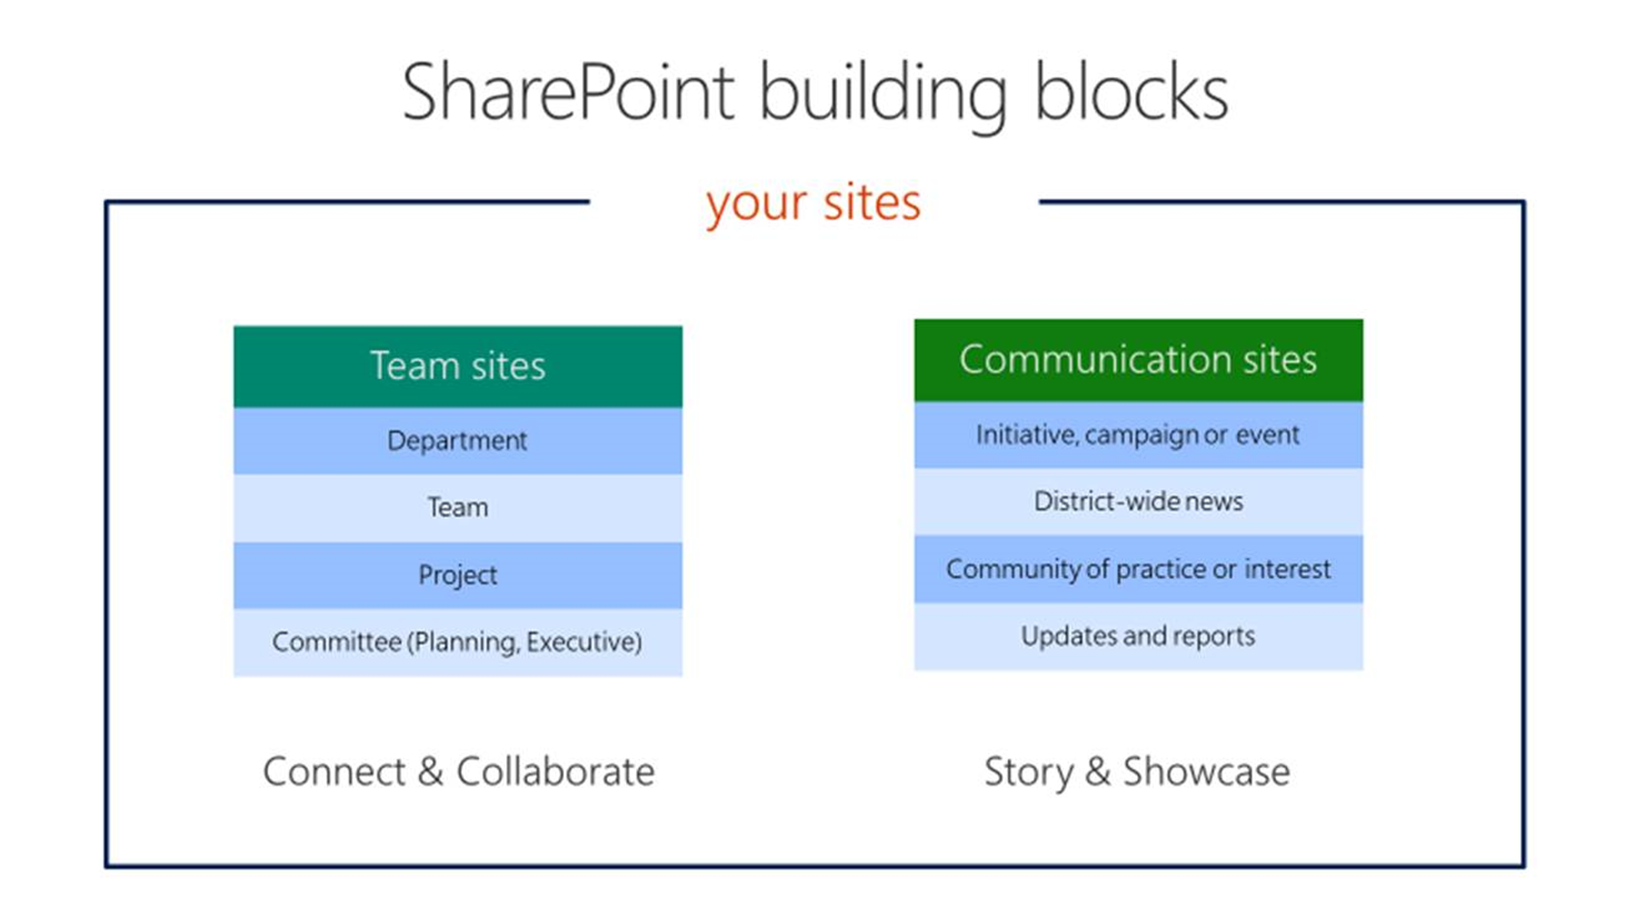 SharePoint building blocks
your sites
Team sites
Department
Team
Project
Committee (Planning, Executive)
Connect & Collaborate
Communication sites
Initiative, campaign or event
District-wide news
Community of practice or interest
Updates and reports
Story & Showcase